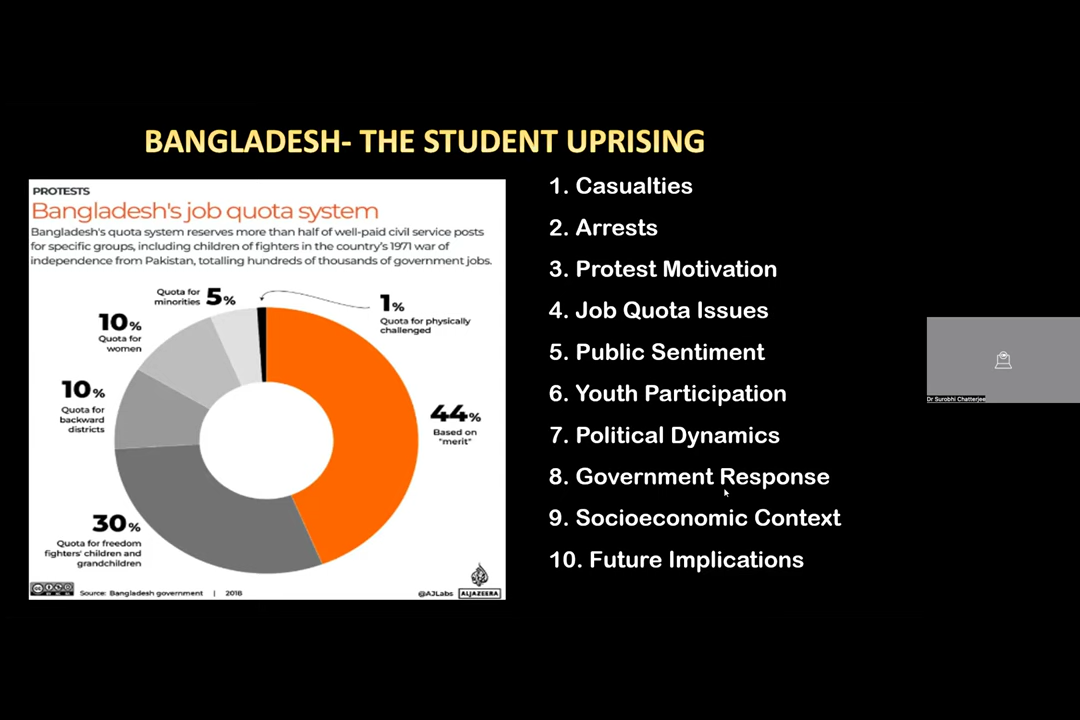 BANGLADESH- THE STUDENT UPRISING
PROTESTS
Bangladesh's job quota system
Bangladesh's quota system reserves more than half of well-paid civil service posts
for specific groups, including children of fighters in the country's 1971 war of
independence from Pakistan, totalling hundreds of thousands of government jobs.
Quota for
minorities 5%
1%
Quota for physically
challenged
10%
Quota for
women
10%
Quota for
backward
districts
44%
Based on
"merit"
30%
Quota for freedom
fighters' children and
grandchildren
Source: Bangladesh government | 2018
@AJLabs
ALJAZEERA
1. Casualties
2. Arrests
3. Protest Motivation
4. Job Quota Issues
5. Public Sentiment
6. Youth Participation
7. Political Dynamics
8. Government Response
9. Socioeconomic Context
10. Future Implications
Dr Surobhi Chatterjee